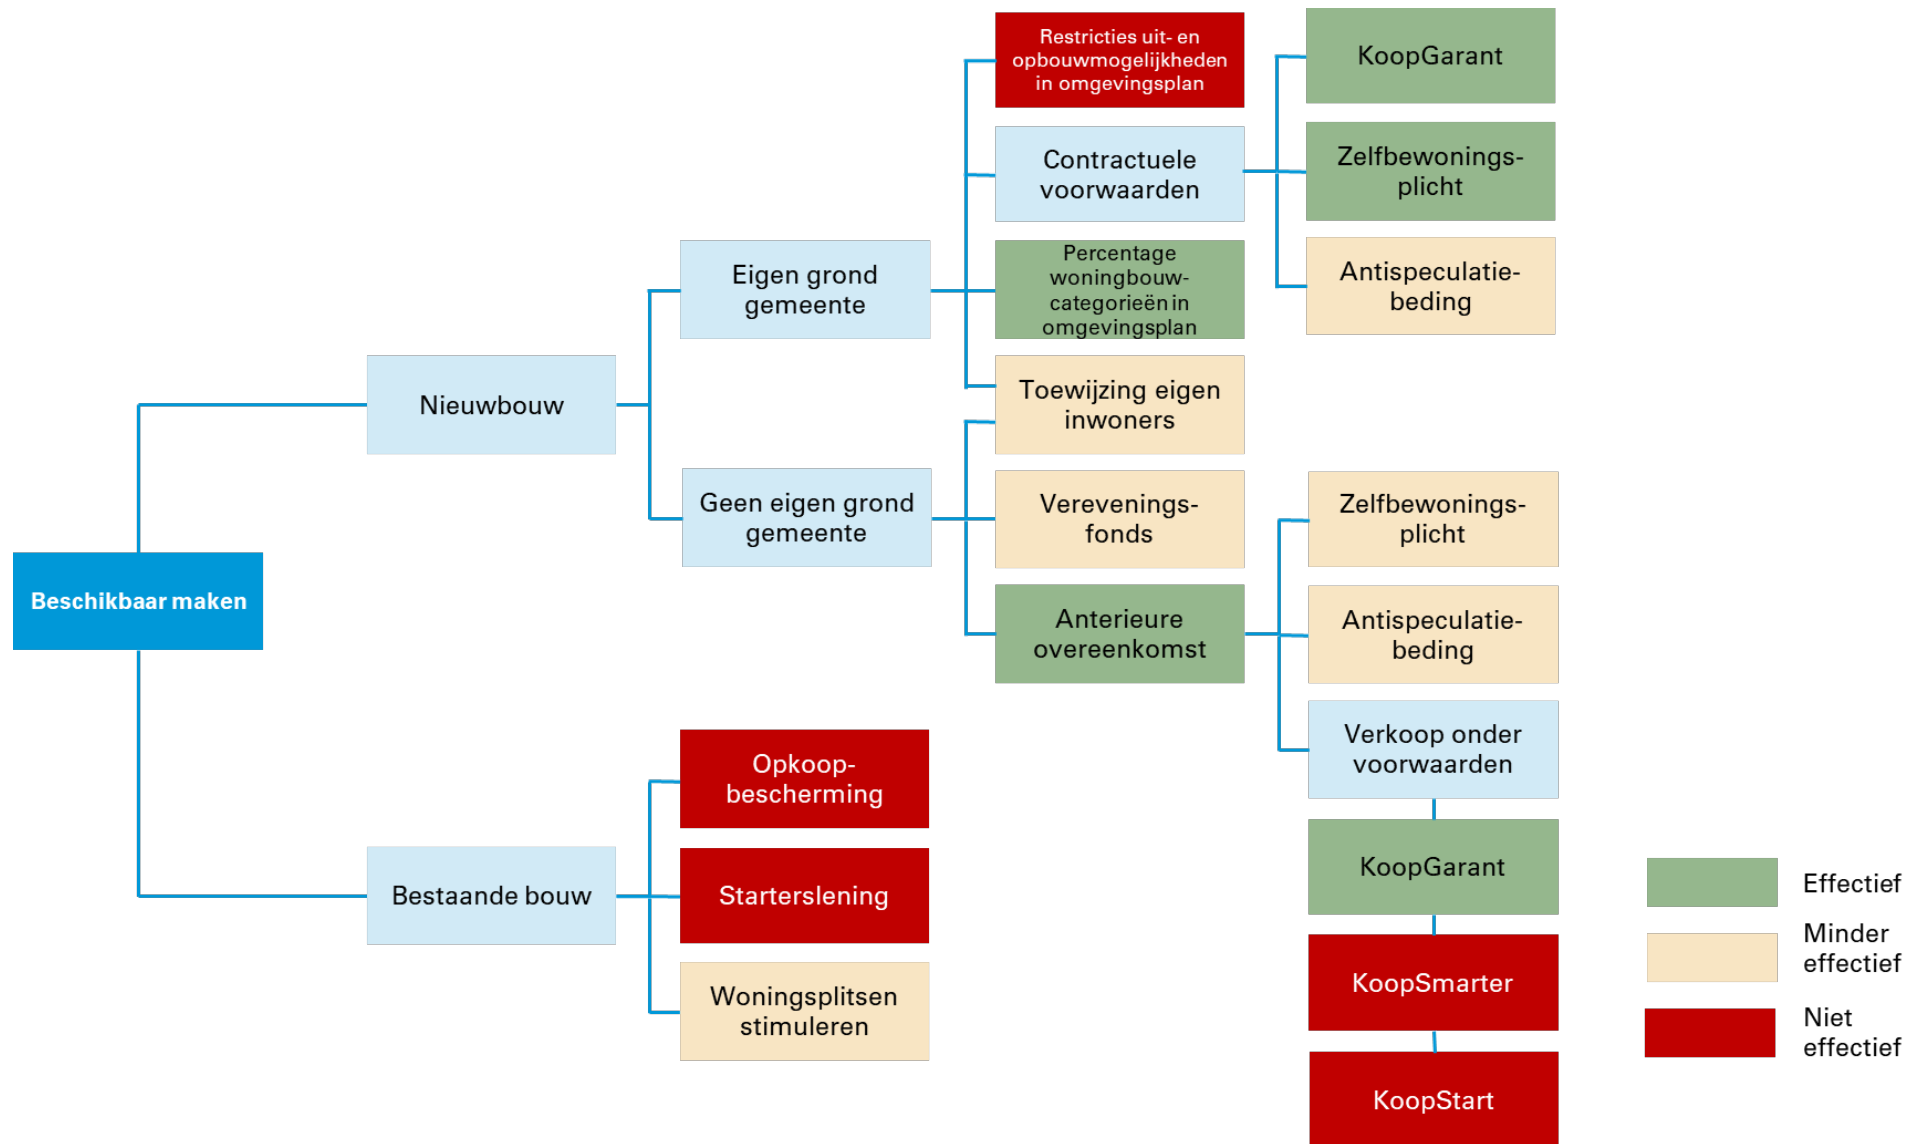 Restricties uit- en
opbouwmogelijkheden
in omgevingsplan
KoopGarant
Contractuele
voorwaarden
Zelfbewonings-
plicht
Eigen grond
gemeente
Percentage
woningbouw-
categorieën in
omgevingsplan
Antispeculatie-
beding
Nieuwbouw
Toewijzing eigen
inwoners
Geen eigen grond
gemeente
Verevenings-
fonds
Zelfbewonings-
plicht
Beschikbaar maken
Anterieure
overeenkomst
Antispeculatie-
beding
Verkoop onder
voorwaarden
Opkoop-
bescherming
KoopGarant
Bestaande bouw
Starterslening
KoopSmarter
Woningsplitsen
stimuleren
KoopStart
Effectief
Minder
effectief
Niet
effectief